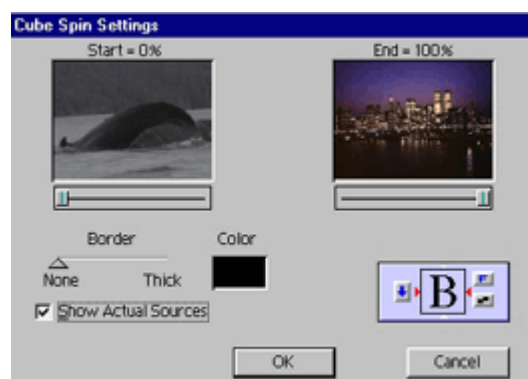 Cube Spin Settings
Start = 0% End = 100%
Border Color
None Thick
Show Actual Sources
B
OK Cancel